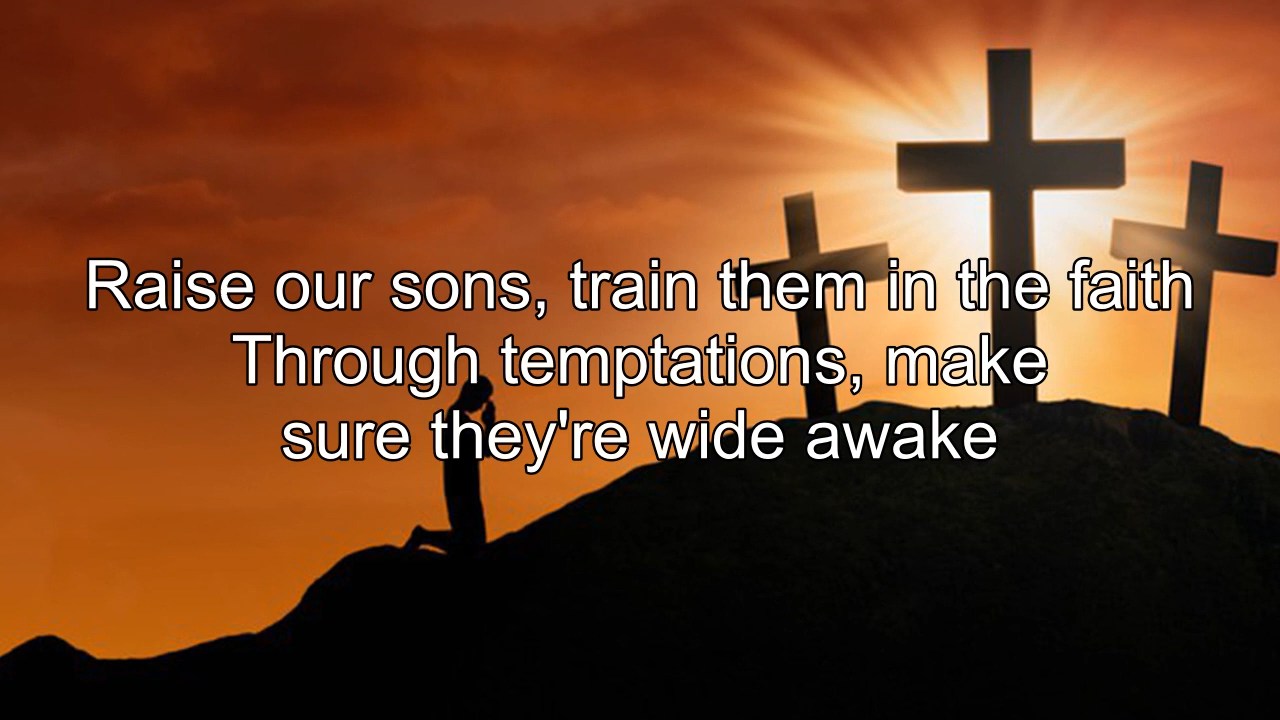 Raise our sons, train them in the faith
Through temptations, make
sure they're wide awake